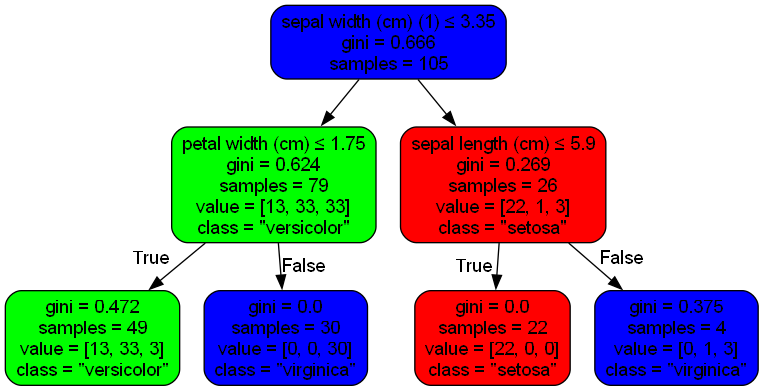 sepal width (cm) (1) ≤ 3.35
gini = 0.666
samples = 105
petal width (cm) ≤ 1.75
gini = 0.624
samples = 79
value = [13, 33, 33]
class = "versicolor"
sepal length (cm) ≤ 5.9
gini = 0.269
samples = 26
value = [22, 1, 3]
class = "setosa"
True
False
True
False
gini = 0.472
samples = 49
value = [13, 33, 3]
class = "versicolor"
gini = 0.0
samples = 30
value = [0, 0, 30]
class = "virginica"
gini = 0.0
samples = 22
value = [22, 0, 0]
class = "setosa"
gini = 0.375
samples = 4
value = [0, 1, 3]
class = "virginica"